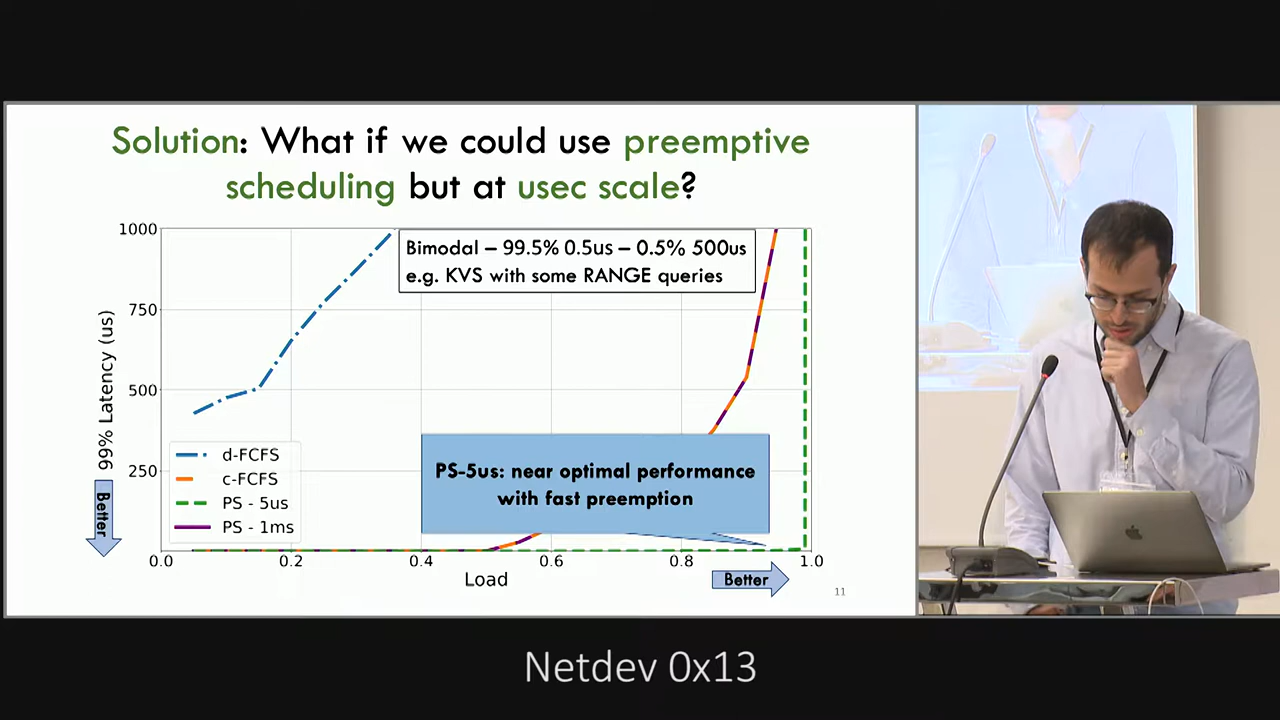 Solution: What if we could use preemptive
scheduling but at usec scale?
Bimodal – 99.5% 0.5us – 0.5% 500us
e.g. KVS with some RANGE queries
1000
750
500
250
0
99% Latency (us)
Better
d-FCFS
c-FCFS
PS - 5us
PS - 1ms
PS-5us: near optimal performance
with fast preemption
0.0 0.2 0.4 0.6 0.8 1.0
Load
Better
11
Netdev 0x13